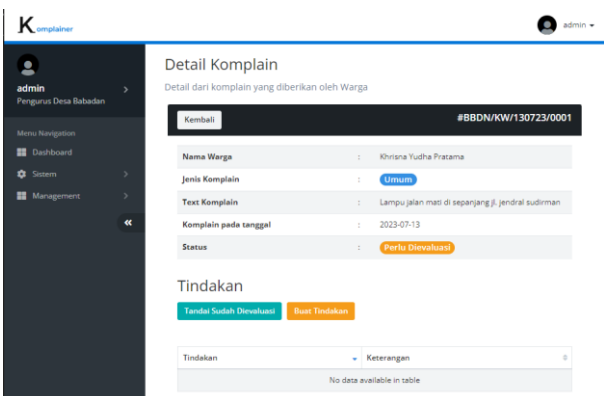 Komplainer
admin
admin
Pengurus Desa Babadan
Menu Navigation
Dashboard
Sistem
Management
Detail Komplain
Detail dari komplain yang diberikan oleh Warga
Kembali #BBDN/KW/130723/0001
Nama Warga : Khrisna Yudha Pratama
Jenis Komplain : Umum
Text Komplain : Lampu jalan mati di sepanjang jl. jendral sudirman
Komplain pada tanggal : 2023-07-13
Status : Perlu Dievaluasi
Tindakan
Tandai Sudah Dievaluasi Buat Tindakan
Tindakan Keterangan
No data available in table